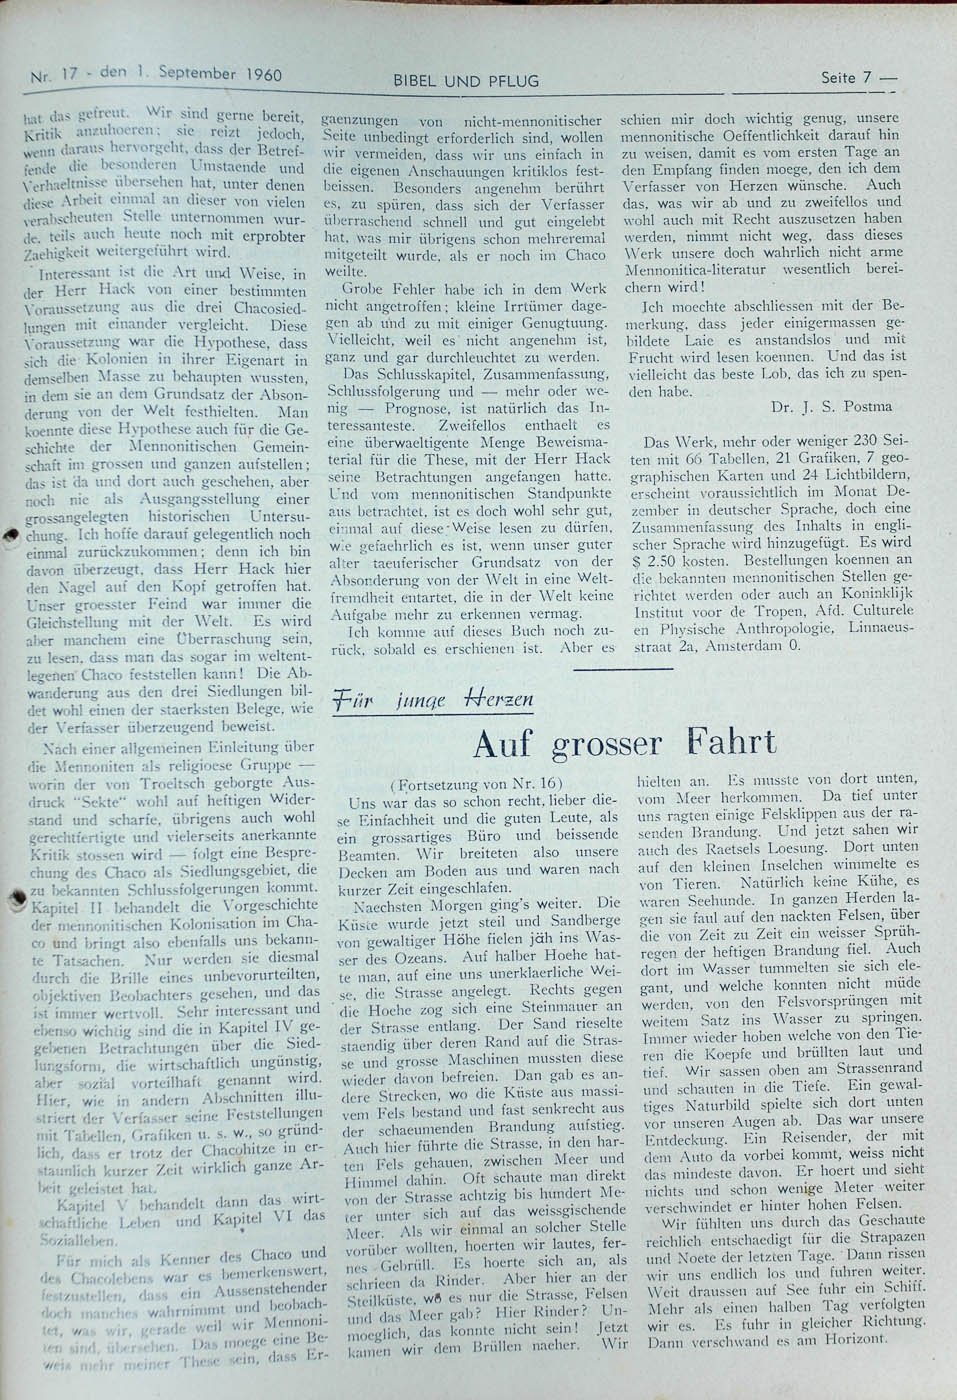 Nr. 17 - den 1. September 1960
BIBEL UND PFLUG
Seite 7 —
hat das gefreut. Wir sind gerne bereit,
Kritik anzuhoeren; sie reizt jedoch,
wenn daraus hervorgeht, dass der Betref-
fende die besonderen Umstaende und
Verhaeltnisse übersehen hat, unter denen
diese Arbeit einmal an dieser von vielen
verabscheuten Stelle unternommen wur-
de, teils auch heute noch mit erprobter
Zaehigkeit weitergeführt wird.
Interessant ist die Art und Weise, in
der Herr Hack von einer bestimmten
Voraussetzung aus die drei Chacosied-
lungen mit einander vergleicht. Diese
Voraussetzung war die Hypothese, dass
sich die Kolonien in ihrer Eigenart in
demselben Masse zu behaupten wussten,
in dem sie an dem Grundsatz der Abson-
derung von der Welt festhielten. Man
koennte diese Hypothese auch für die Ge-
schichte der Mennonitischen Gemein-
schaft im grossen und ganzen aufstellen;
das ist da und dort auch geschehen, aber
noch nie als Ausgangsstellung einer
grossangelegten historischen Untersu-
chung. Ich hoffe darauf gelegentlich noch
einmal zurückzukommen; denn ich bin
davon überzeugt, dass Herr Hack hier
den Nagel auf den Kopf getroffen hat.
Unser groesster Feind war immer die
Gleichstellung mit der Welt. Es wird
aber manchem eine Überraschung sein,
zu lesen, dass man das sogar im weltent-
legenen Chaco feststellen kann! Die Ab-
wanderung aus den drei Siedlungen bil-
det wohl einen der staerksten Belege, wie
der Verfasser überzeugend beweist.
Nach einer allgemeinen Einleitung über
die Mennoniten als religioese Gruppe —
worin der von Troeltsch geborgte Aus-
druck "Sekte" wohl auf heftigen Wider-
stand und scharfe, übrigens auch wohl
gerechtfertigte und vielerseits anerkannte
Kritik stossen wird — folgt eine Bespre-
chung des Chaco als Siedlungsgebiet, die
zu bekannten Schlussfolgerungen kommt.
Kapitel II behandelt die Vorgeschichte
der mennonitischen Kolonisation im Cha-
co und bringt also ebenfalls uns bekann-
te Tatsachen. Nur werden sie diesmal
durch die Brille eines unbevorurteilten,
objektiven Beobachters gesehen, und das
ist immer wertvoll. Sehr interessant und
ebenso wichtig sind die in Kapitel IV ge-
gebenen Betrachtungen über die Sied-
lungsform, die wirtschaftlich ungünstig,
aber sozial vorteilhaft genannt wird.
Hier, wie in andern Abschnitten illu-
striert der Verfasser seine Feststellungen
mit Tabellen, Grafiken u. s. w., so gründ-
lich, dass er trotz der Chacohitze in er-
staunlich kurzer Zeit wirklich ganze Ar-
beit geleistet hat.
Kapitel V behandelt dann das wirt-
schaftliche Leben und Kapitel VI das
Sozialleben.
Für mich als Kenner des Chaco und
des Chacolebens war es bemerkenswert,
festzustellen, dass ein Aussenstehender
doch manches wahrnimmt und beobach-
tet, was wir, gerade weil wir Mennoni-
ten sind, übersehen. Das moege eine Be-
weis mehr meiner These sein, dass Er-
gaenzungen von nicht-mennonitischer
Seite unbedingt erforderlich sind, wollen
wir vermeiden, dass wir uns einfach in
die eigenen Anschauungen kritiklos fest-
beissen. Besonders angenehm berührt
es, zu spüren, dass sich der Verfasser
überraschend schnell und gut eingelebt
hat, was mir übrigens schon mehreremal
mitgeteilt wurde, als er noch im Chaco
weilte.
Grobe Fehler habe ich in dem Werk
nicht angetroffen; kleine Irrtümer dage-
gen ab und zu mit einiger Genugtuung.
Vielleicht, weil es nicht angenehm ist,
ganz und gar durchleuchtet zu werden.
Das Schlusskapitel, Zusammenfassung,
Schlussfolgerung und — mehr oder we-
nig — Prognose, ist natürlich das In-
teressanteste. Zweifellos enthaelt es
eine überwaeltigende Menge Beweisma-
terial für die These, mit der Herr Hack
seine Betrachtungen angefangen hatte.
Und vom mennonitischen Standpunkte
aus betrachtet, ist es doch wohl sehr gut,
einmal auf diese Weise lesen zu dürfen,
wie gefaehrlich es ist, wenn unser guter
alter taeuferischer Grundsatz von der
Absonderung von der Welt in eine Welt-
fremdheit entartet, die in der Welt keine
Aufgabe mehr zu erkennen vermag.
Ich komme auf dieses Buch noch zu-
rück, sobald es erschienen ist. Aber es
schien mir doch wichtig genug, unsere
mennonitische Oeffentlichkeit darauf hin
zu weisen, damit es vom ersten Tage an
den Empfang finden moege, den ich dem
Verfasser von Herzen wünsche. Auch
das, was wir ab und zu zweifellos und
wohl auch mit Recht auszusetzen haben
werden, nimmt nicht weg, dass dieses
Werk unsere doch wahrlich nicht arme
Mennonitica-literatur wesentlich berei-
chern wird!
Ich moechte abschliessen mit der Be-
merkung, dass jeder einigermassen ge-
bildete Laie es anstandslos und mit
Frucht wird lesen koennen. Und das ist
vielleicht das beste Lob, das ich zu spen-
den habe.
Dr. J. S. Postma
Das Werk, mehr oder weniger 230 Sei-
ten mit 66 Tabellen, 21 Grafiken, 7 geo-
graphischen Karten und 24 Lichtbildern,
erscheint voraussichtlich im Monat De-
zember in deutscher Sprache, doch eine
Zusammenfassung des Inhalts in engli-
scher Sprache wird hinzugefügt. Es wird
$ 2.50 kosten. Bestellungen koennen an
die bekannten mennonitischen Stellen ge-
richtet werden oder auch an Koninklijk
Institut voor de Tropen, Afd. Culturele
en Physische Anthropologie, Linnaeus-
straat 2a, Amsterdam O.
Für junge Herzen
Auf grosser Fahrt
(Fortsetzung von Nr. 16)
Uns war das so schon recht, lieber die-
se Einfachheit und die guten Leute, als
ein grossartiges Büro und beissende
Beamten. Wir breiteten also unsere
Decken am Boden aus und waren nach
kurzer Zeit eingeschlafen.
Naechsten Morgen ging's weiter. Die
Küste wurde jetzt steil und Sandberge
von gewaltiger Höhe fielen jäh ins Was-
ser des Ozeans. Auf halber Hoehe hat-
te man, auf eine uns unerklaerliche Wei-
se, die Strasse angelegt. Rechts gegen
die Hoehe zog sich eine Steinmauer an
der Strasse entlang. Der Sand rieselte
staendig über deren Rand auf die Stras-
se und grosse Maschinen mussten diese
wieder davon befreien. Dan gab es an-
dere Strecken, wo die Küste aus massi-
vem Fels bestand und fast senkrecht aus
der schaeumenden Brandung aufstieg.
Auch hier führte die Strasse, in den har-
ten Fels gehauen, zwischen Meer und
Himmel dahin. Oft schaute man direkt
von der Strasse achtzig bis hundert Me-
ter unter sich auf das weissgischende
Meer. Als wir einmal an solcher Stelle
vorüber wollten, hoerten wir lautes, fer-
nes Gebrüll. Es hoerte sich an, als
schrieen da Rinder. Aber hier an der
Steilküste, wo es nur die Strasse, Felsen
und das Meer gab? Hier Rinder? Un-
moeglich, das konnte nicht sein! Jetzt
kamen wir dem Brüllen naeher. Wir
hielten an. Es musste von dort unten,
vom Meer herkommen. Da tief unter
uns ragten einige Felsklippen aus der ra-
senden Brandung. Und jetzt sahen wir
auch des Raetsels Loesung. Dort unten
auf den kleinen Inselchen wimmelte es
von Tieren. Natürlich keine Kühe, es
waren Seehunde. In ganzen Herden la-
gen sie faul auf den nackten Felsen, über
die von Zeit zu Zeit ein weisser Sprüh-
regen der heftigen Brandung fiel. Auch
dort im Wasser tummelten sie sich ele-
gant, und welche konnten nicht müde
werden, von den Felsvorsprüngen mit
weitem Satz ins Wasser zu springen.
Immer wieder hoben welche von den Tie-
ren die Koepfe und brüllten laut und
tief. Wir sassen oben am Strassenrand
und schauten in die Tiefe. Ein gewal-
tiges Naturbild spielte sich dort unten
vor unseren Augen ab. Das war unsere
Entdeckung. Ein Reisender, der mit
dem Auto da vorbei kommt, weiss nicht
das mindeste davon. Er hoert und sieht
nichts und schon wenige Meter weiter
verschwindet er hinter hohen Felsen.
Wir fühlten uns durch das Geschaute
reichlich entschaedigt für die Strapazen
und Noete der letzten Tage. Dann rissen
wir uns endlich los und fuhren weiter.
Weit draussen auf See fuhr ein Schiff.
Mehr als einen halben Tag verfolgten
wir es. Es fuhr in gleicher Richtung.
Dann verschwand es am Horizont.